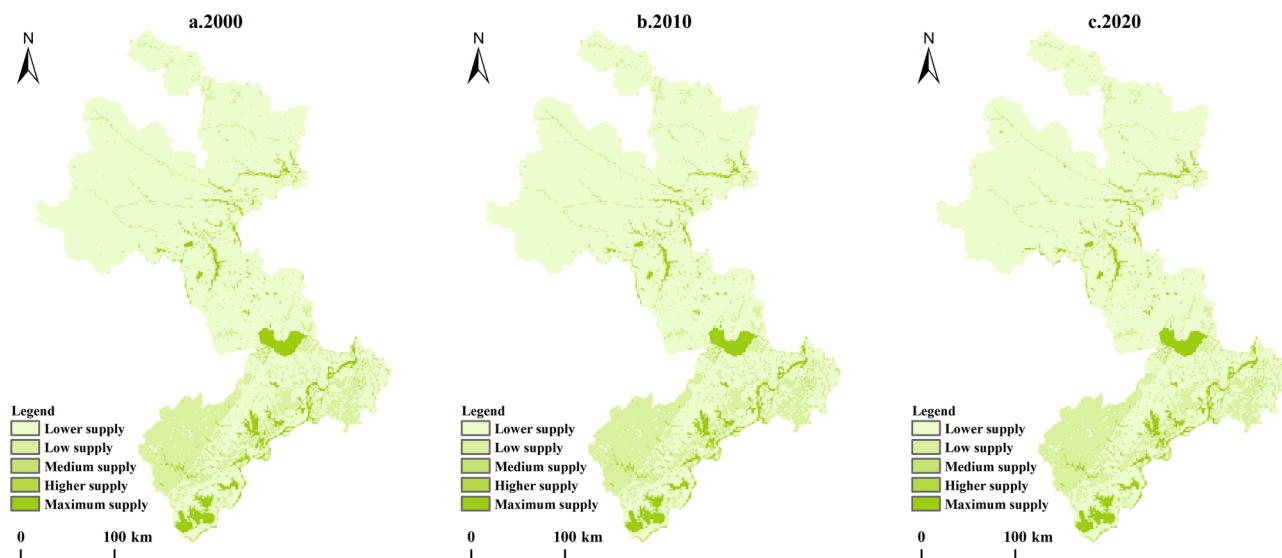 a.2000
b.2010
c.2020
N
N
N
Legend
Lower supply
Low supply
Medium supply
Higher supply
Maximum supply
0 100 km
Legend
Lower supply
Low supply
Medium supply
Higher supply
Maximum supply
0 100 km
Legend
Lower supply
Low supply
Medium supply
Higher supply
Maximum supply
0 100 km